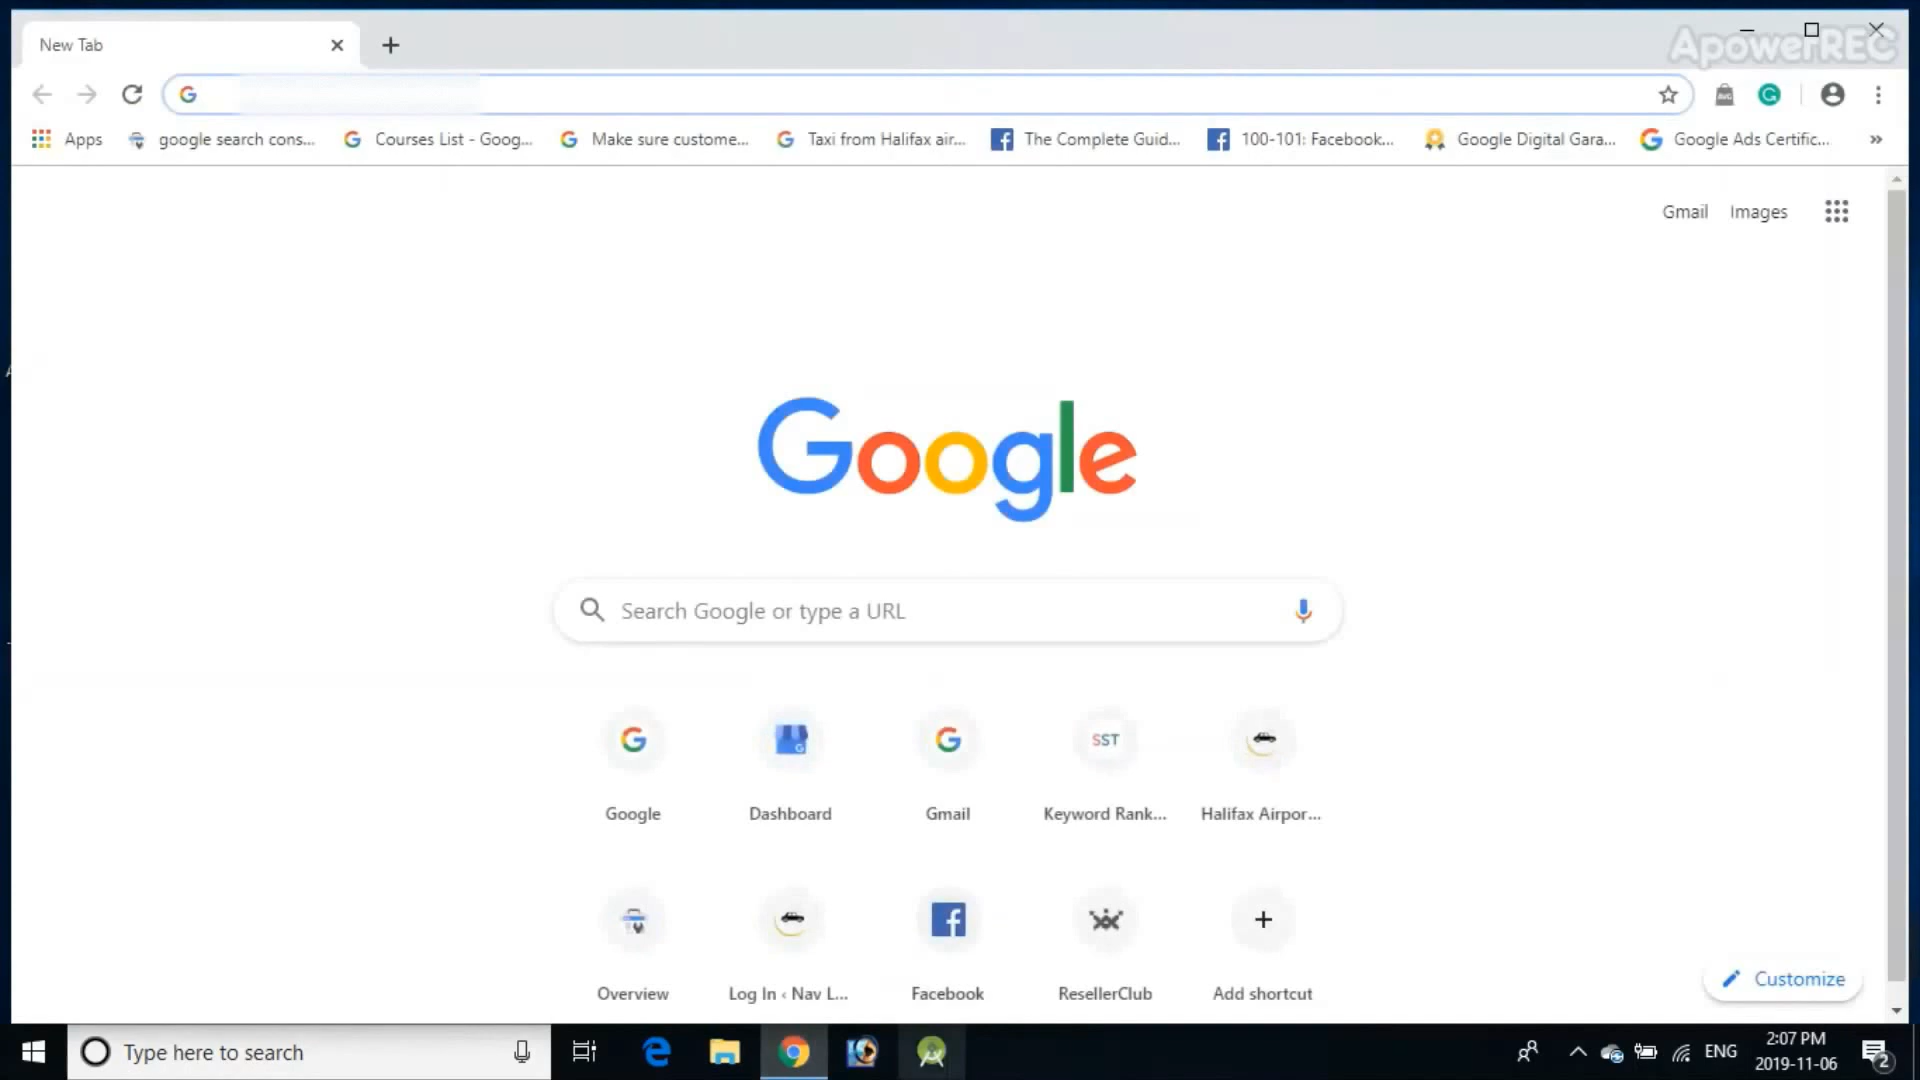 New Tab
ApowerREC
Apps
google search cons...
Courses List - Goog...
Make sure custome...
Taxi from Halifax air...
The Complete Guid...
100-101: Facebook...
Google Digital Gara...
Google Ads Certific...
»
Gmail
Images
Google
Search Google or type a URL
SST
Google
Dashboard
Gmail
Keyword Rank...
Halifax Airpor...
Overview
Log In ‹ Nav L...
Facebook
ResellerClub
Add shortcut
Customize
Type here to search
ENG
2:07 PM
2019-11-06
2